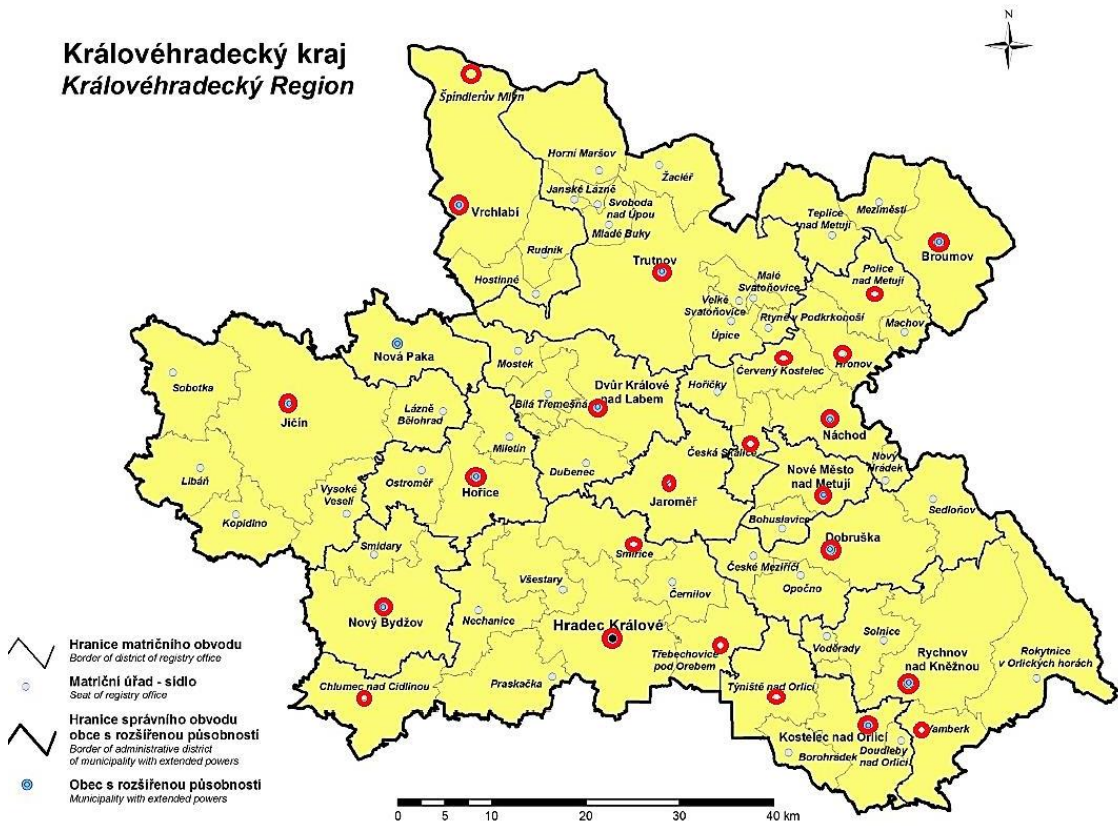 Královéhradecký kraj
Královéhradecký Region
N
Špindlerův Mlýn
Horní Maršov
Žacléř
Janské Lázně
Svoboda
nad Úpou
Vrchlabí
Mladé Buky
Teplice
nad Metují
Meziměstí
Rudník
Trutnov
Broumov
Hostinné
Malé
Svatoňovice
Police
nad Metují
Velké
Svatoňovice
Rtyně v Podkrkonoší
Úpice
Machov
Nová Paka
Mostek
Červený Kostelec
Hronov
Sobotka
Hořičky
Dvůr Králové
nad Labem
Bílá Třemešná
Lázně
Bělohrad
Jičín
Náchod
Miletín
Česká Skalice
Nový
Hrádek
Dubenec
Nové Město
nad Metují
Libáň
Vysoké
Veselí
Ostroměř
Hořice
Jaroměř
Sedloňov
Kopidlno
Bohuslavice
Smidary
Smiřice
Dobruška
České Meziříčí
Opočno
Všestary
Černilov
Nový Bydžov
Nechanice
Hradec Králové
Solnice
Voděrady
Třebechovice
pod Orebem
Rychnov
nad Kněžnou
Rokytnice
v Orlických horách
Praskačka
Chlumec nad Cidlinou
Týniště nad Orlicí
Kostelec nad Orlicí
Vamberk
Borohrádek
Doudleby
nad Orlicí
Hranice matričního obvodu
Border of district of registry office
Matriční úřad - sídlo
Seat of registry office
Hranice správního obvodu
obce s rozšířenou působností
Border of administrative district
of municipality with extended powers
Obec s rozšířenou působností
Municipality with extended powers
0 5 10 20 30 40 km